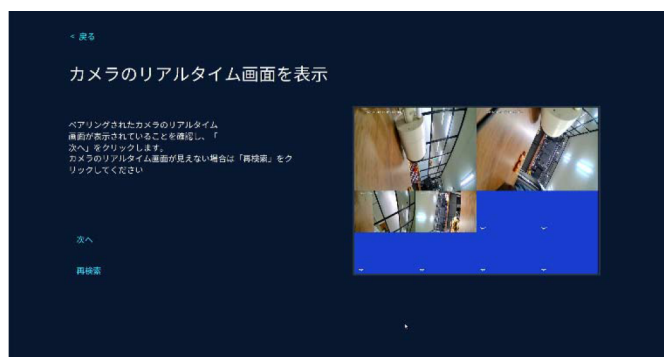 < 戻る
カメラのリアルタイム画面を表示
ペアリングされたカメラのリアルタイム
画面が表示されていることを確認し、「
次へ」をクリックします。
カメラのリアルタイム画面が見えない場合は「再検索」をク
リックしてください
次へ
再検索